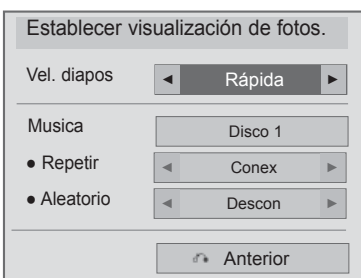 Establecer visualización de fotos.
Vel. diapos ◄ Rápida ►
Musica Disco 1
● Repetir ◄ Conex ►
● Aleatorio ◄ Descon ►
Anterior